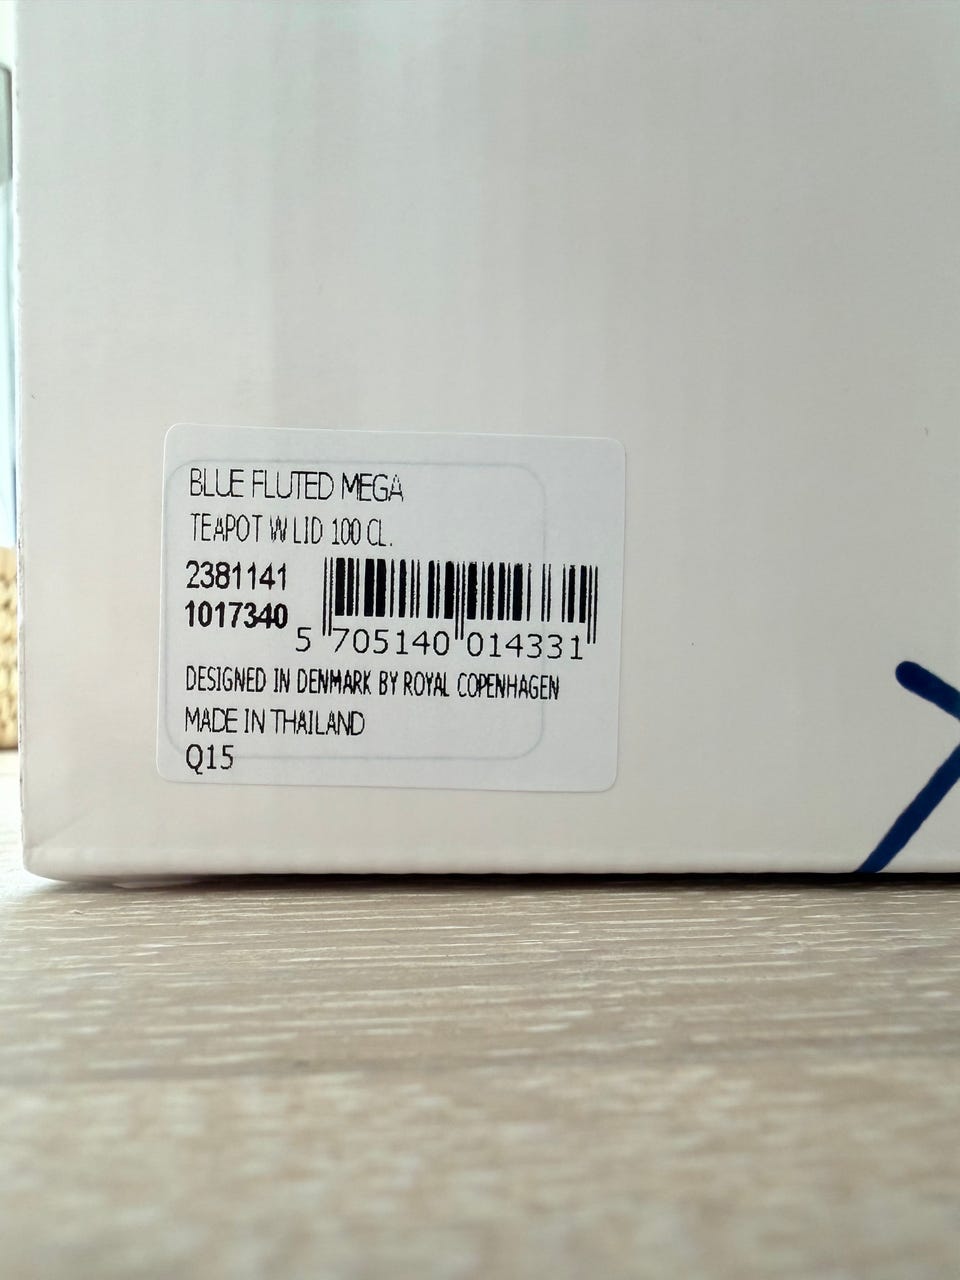 BLUE FLUTED MEGA
TEAPOT W LID 100 CL.
2381141
1017340
5 705140 014331
DESIGNED IN DENMARK BY ROYAL COPENHAGEN
MADE IN THAILAND
Q15